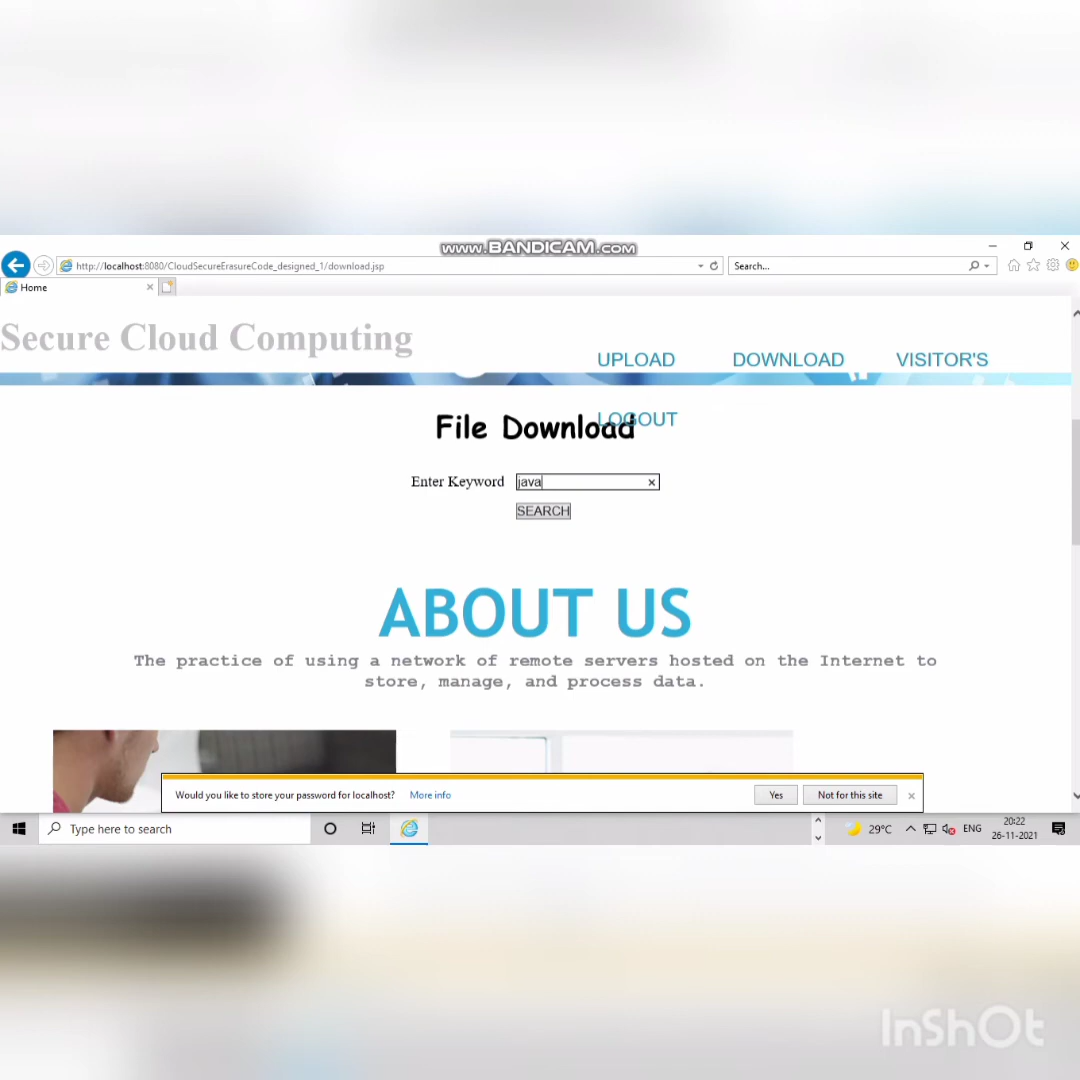 www.BANDICAM.com
http://localhost:8080/CloudSecureErasureCode_designed_1/download.jsp
Search...
Home
Secure Cloud Computing
UPLOAD DOWNLOAD VISITOR'S
LOGOUT
File Download
Enter Keyword java
SEARCH
ABOUT US
The practice of using a network of remote servers hosted on the Internet to
store, manage, and process data.
Would you like to store your password for localhost? More info Yes Not for this site
Type here to search
29°C ENG
20:22
26-11-2021
InShOt